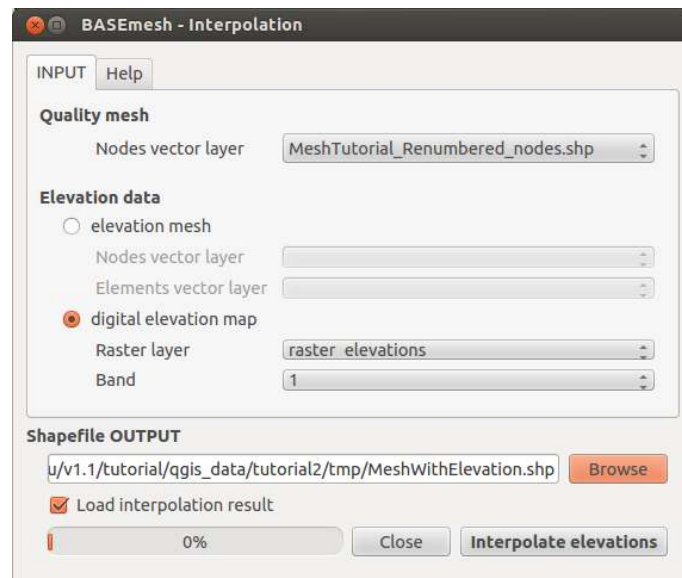 BASEmesh - Interpolation
INPUT Help
Quality mesh
Nodes vector layer MeshTutorial_Renumbered_nodes.shp
Elevation data
elevation mesh
Nodes vector layer
Elements vector layer
digital elevation map
Raster layer raster_elevations
Band 1
Shapefile OUTPUT
u/v1.1/tutorial/qgis_data/tutorial2/tmp/MeshWithElevation.shp Browse
Load interpolation result
0% Close Interpolate elevations